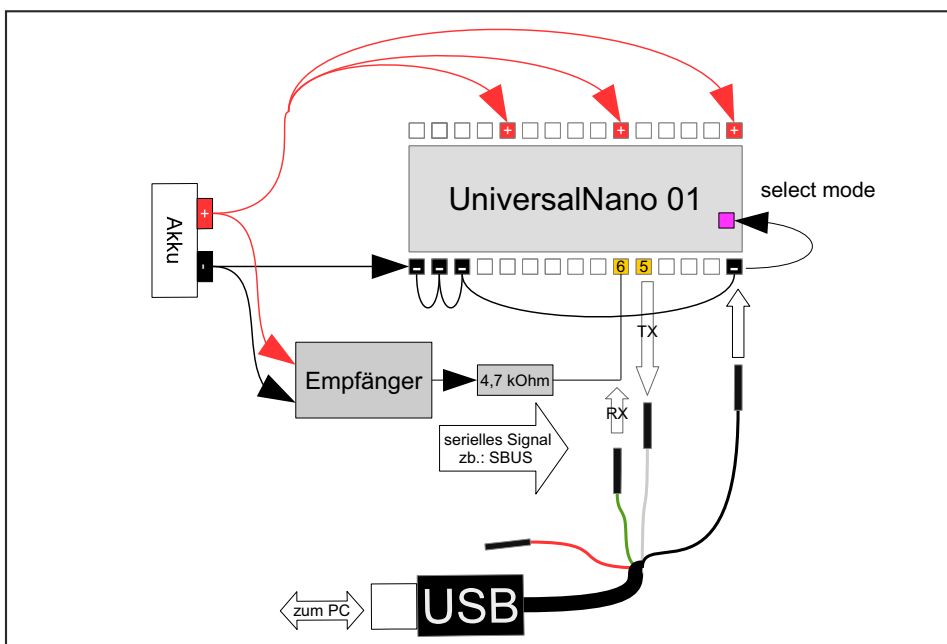 + + +
UniversalNano 01
select mode
Akku
+
-
- - - 6 5 -
TX
Empfänger
4,7 kOhm
RX
serielles Signal
zb.: SBUS
zum PC
USB